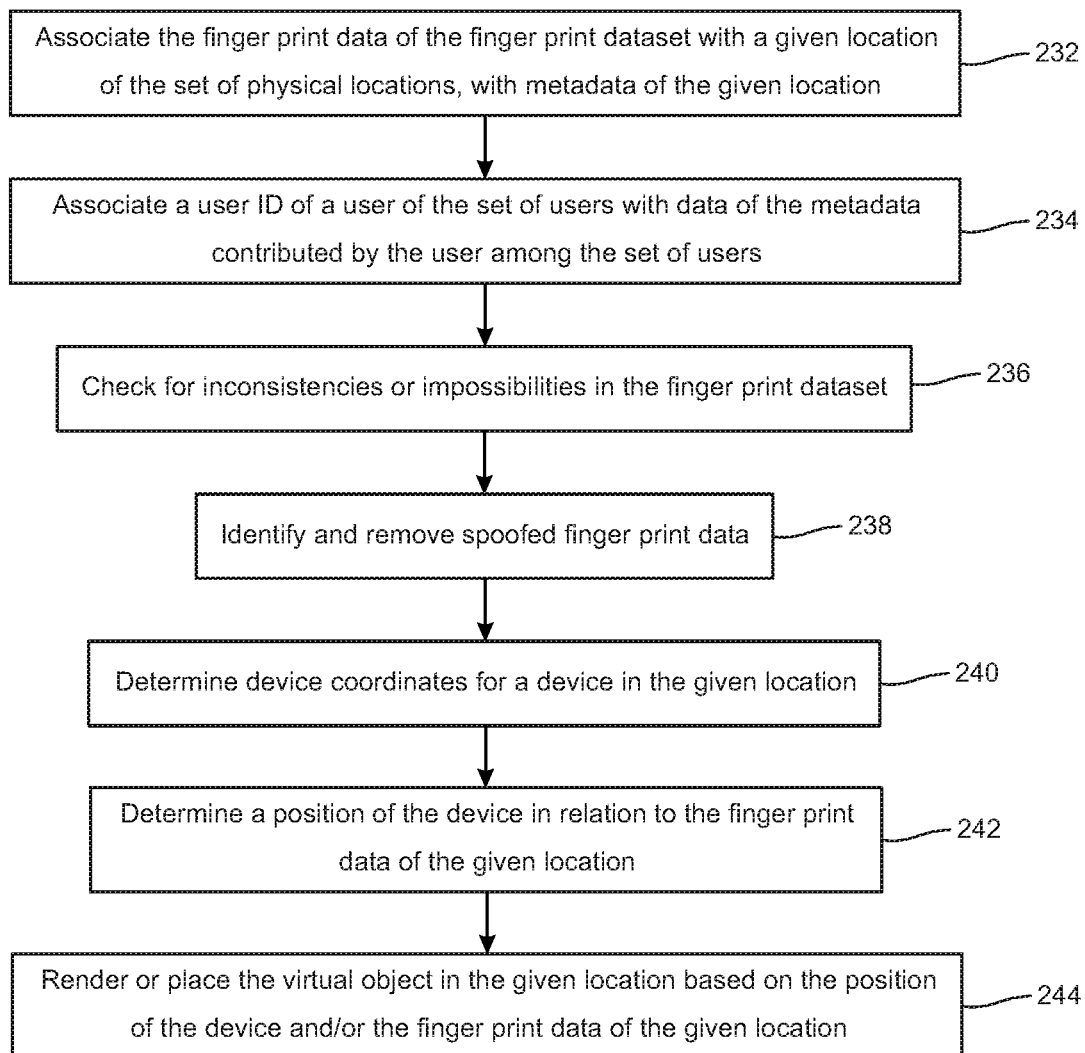 Associate the finger print data of the finger print dataset with a given location
of the set of physical locations, with metadata of the given location
232
Associate a user ID of a user of the set of users with data of the metadata
contributed by the user among the set of users
234
Check for inconsistencies or impossibilities in the finger print dataset
236
Identify and remove spoofed finger print data
238
Determine device coordinates for a device in the given location
240
Determine a position of the device in relation to the finger print
data of the given location
242
Render or place the virtual object in the given location based on the position
of the device and/or the finger print data of the given location
244